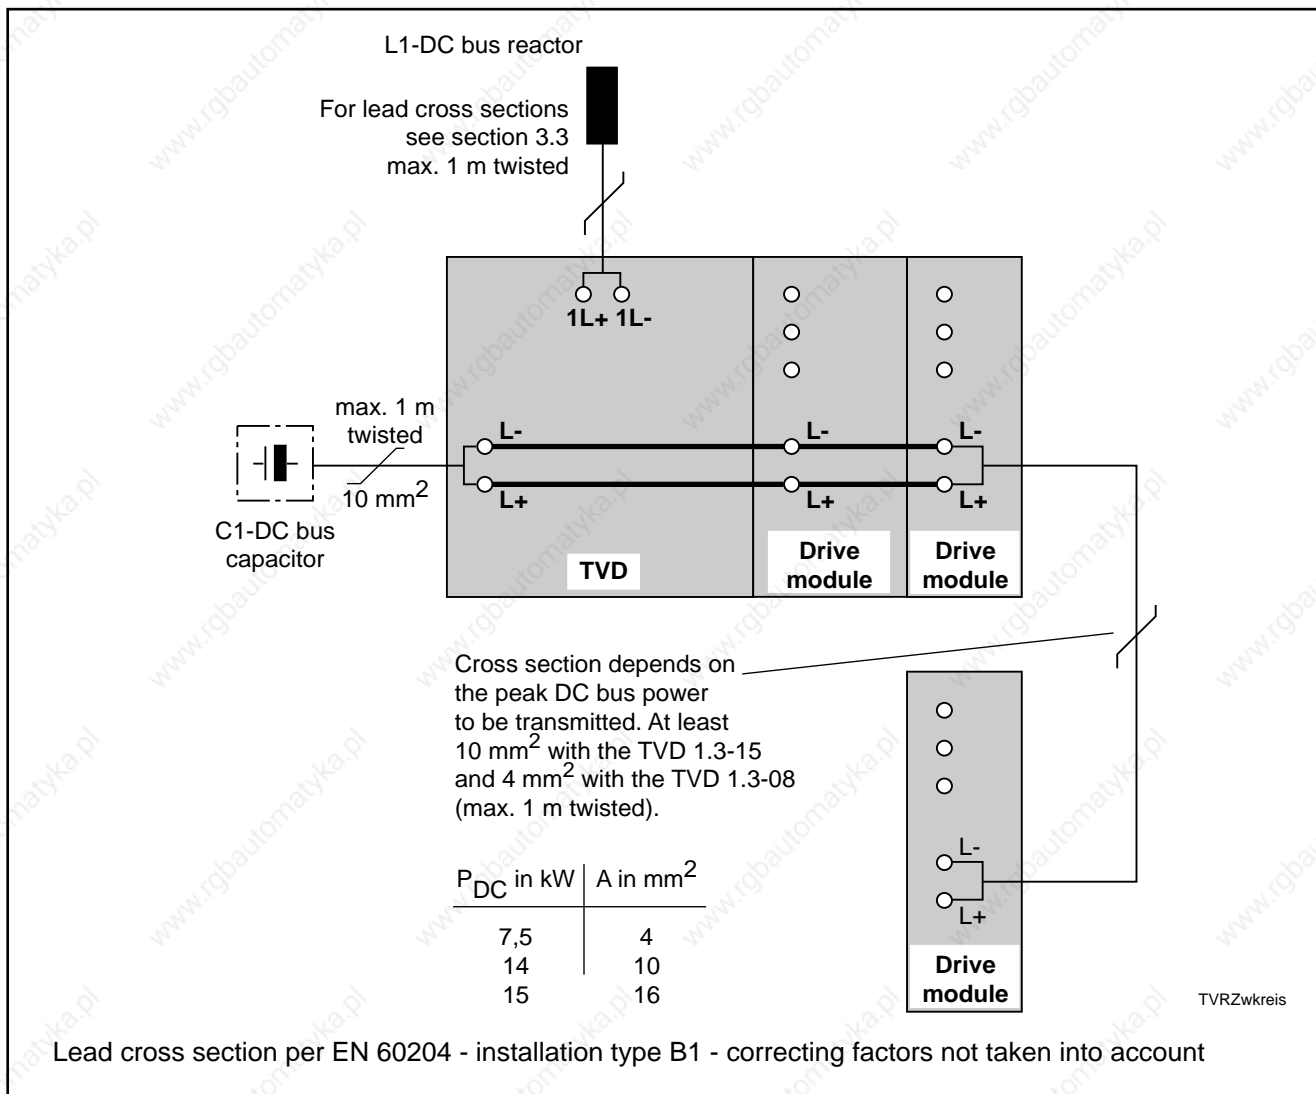 L1-DC bus reactor
For lead cross sections
see section 3.3
max. 1 m twisted
1L+ 1L-
max. 1 m
twisted
10 mm2
C1-DC bus
capacitor
L- L- L-
L+ L+ L+
TVD
Drive
module
Drive
module
Cross section depends on
the peak DC bus power
to be transmitted. At least
10 mm2 with the TVD 1.3-15
and 4 mm2 with the TVD 1.3-08
(max. 1 m twisted).
PDC in kW A in mm2
7,5 4
14 10
15 16
L-
L+
Drive
module
TVRZwkreis
Lead cross section per EN 60204 - installation type B1 - correcting factors not taken into account
www.rgbautomatyka.pl